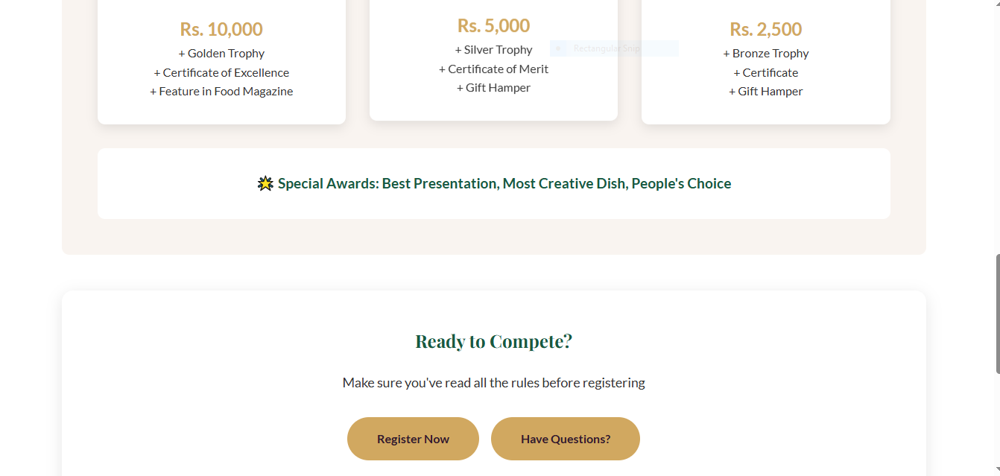 Rs. 10,000
+ Golden Trophy
+ Certificate of Excellence
+ Feature in Food Magazine
Rs. 5,000
+ Silver Trophy
+ Certificate of Merit
+ Gift Hamper
Rs. 2,500
+ Bronze Trophy
+ Certificate
+ Gift Hamper
Rectangular Snip
🌟 Special Awards: Best Presentation, Most Creative Dish, People's Choice
Ready to Compete?
Make sure you've read all the rules before registering
Register Now
Have Questions?